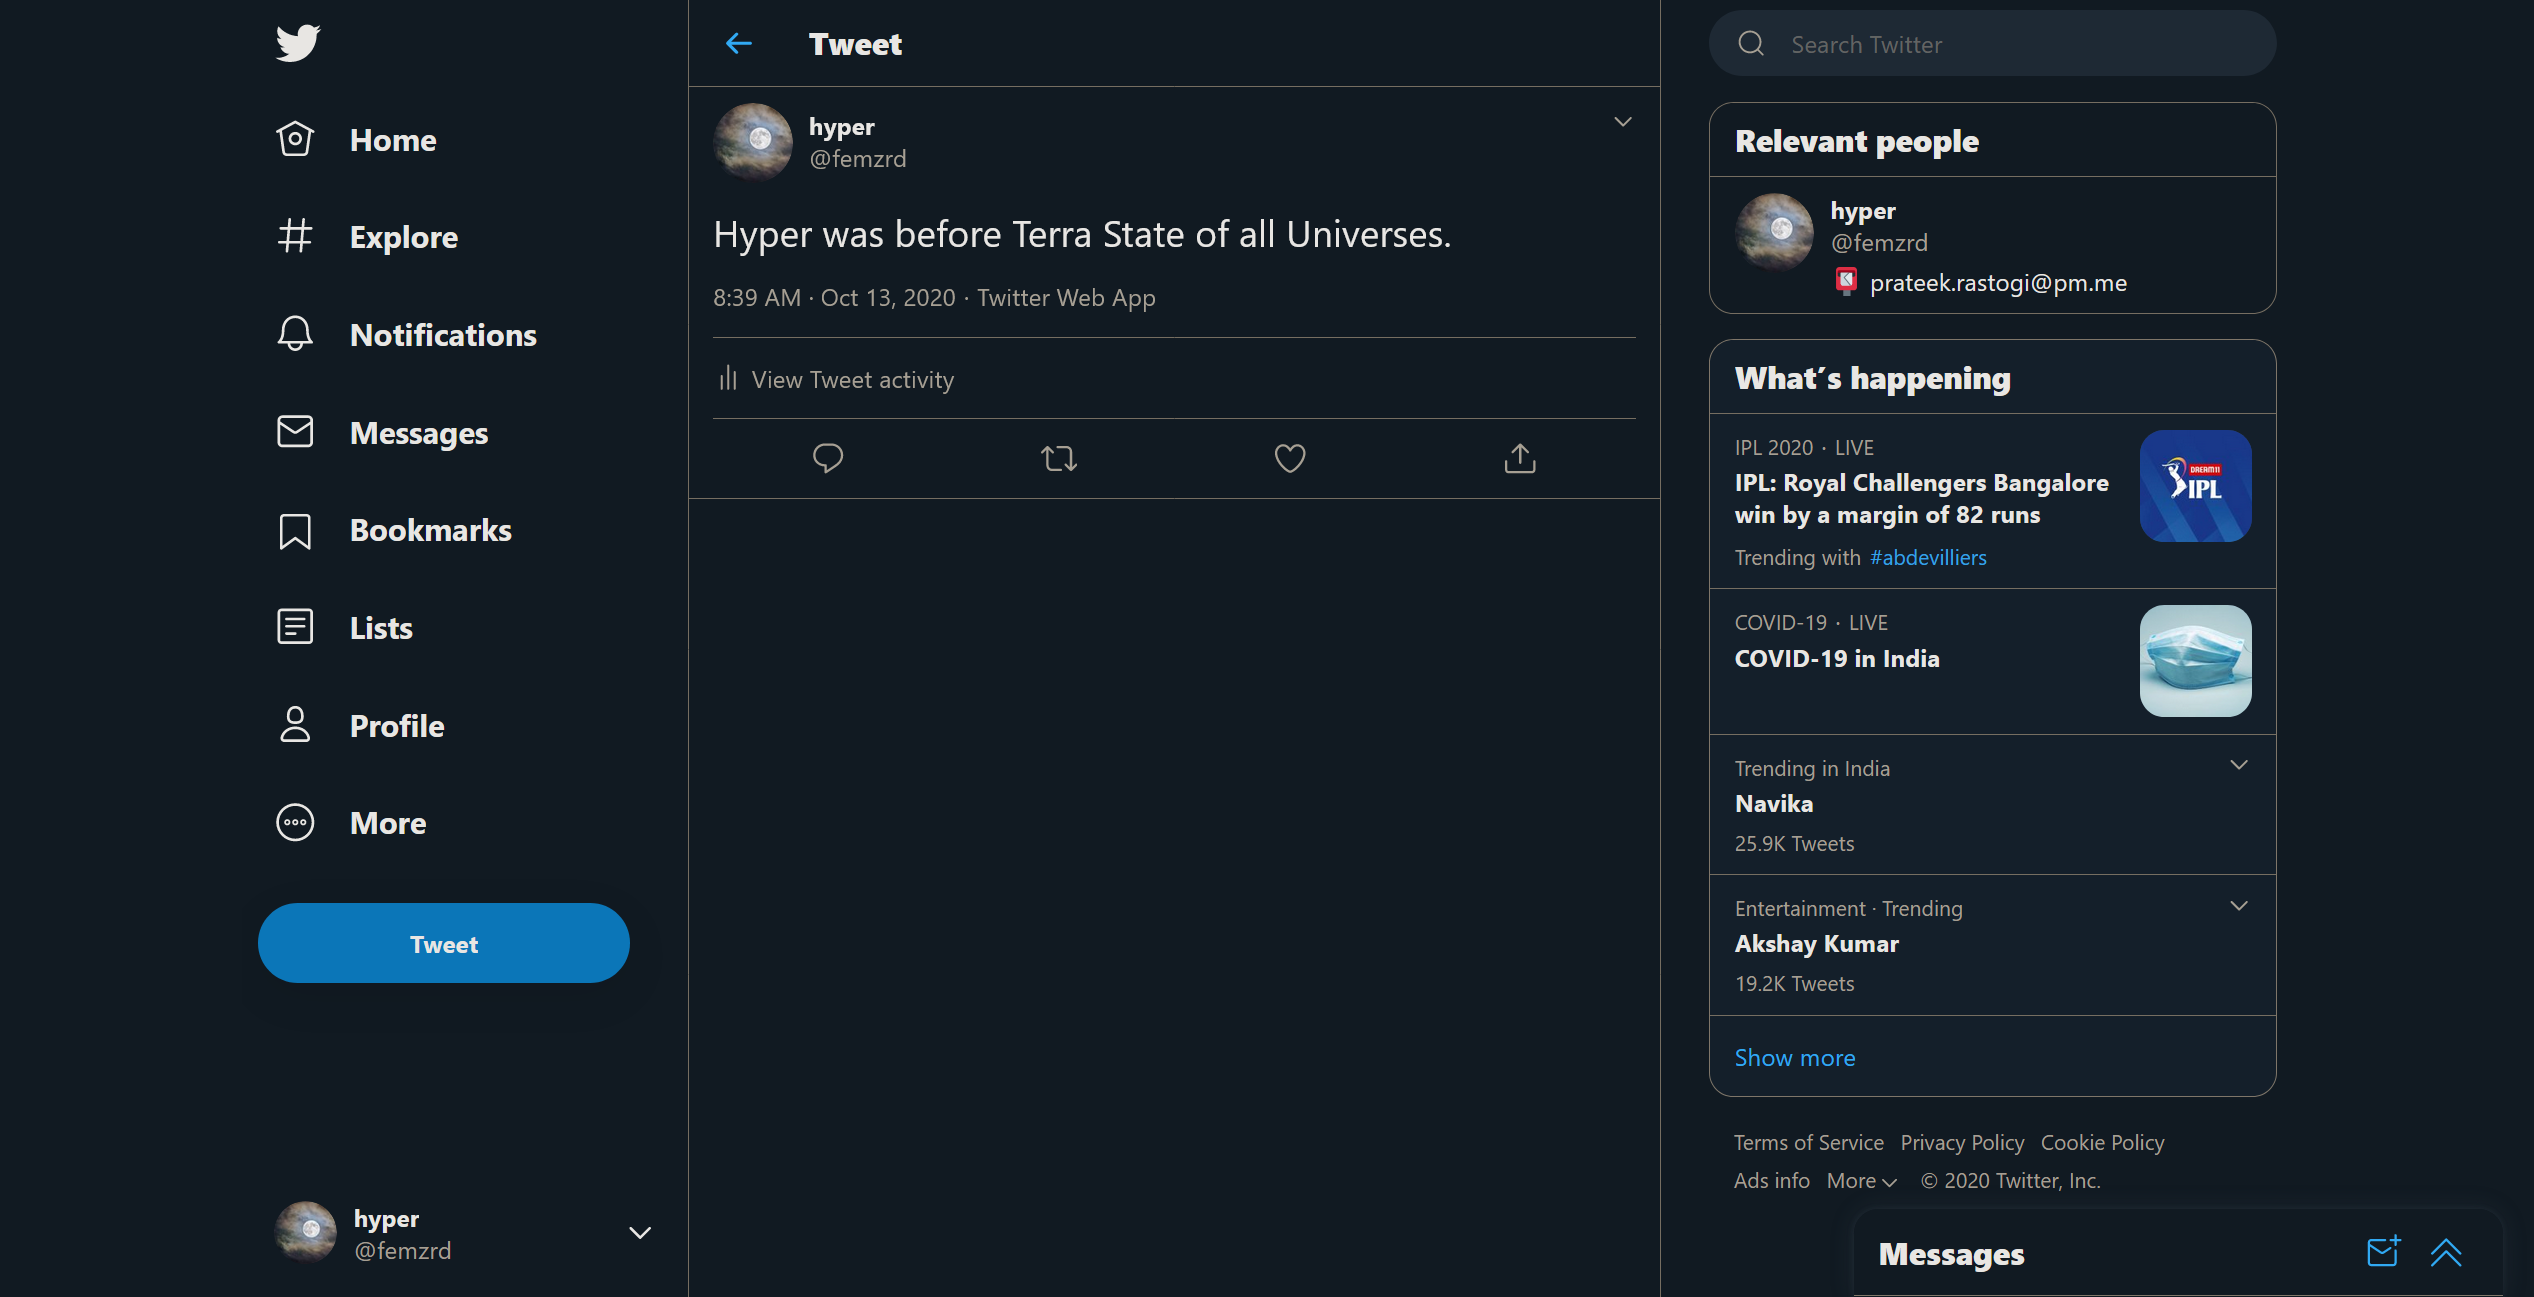 Home
Explore
Notifications
Messages
Bookmarks
Lists
Profile
More
Tweet
hyper
@femzrd
Tweet
hyper
@femzrd
Hyper was before Terra State of all Universes.
8:39 AM · Oct 13, 2020 · Twitter Web App
View Tweet activity
Search Twitter
Relevant people
hyper
@femzrd
prateek.rastogi@pm.me
What's happening
IPL 2020 · LIVE
IPL: Royal Challengers Bangalore
win by a margin of 82 runs
Trending with #abdevilliers
DREAM11
IPL
COVID-19 · LIVE
COVID-19 in India
Trending in India
Navika
25.9K Tweets
Entertainment · Trending
Akshay Kumar
19.2K Tweets
Show more
Terms of Service Privacy Policy Cookie Policy
Ads info More © 2020 Twitter, Inc.
Messages